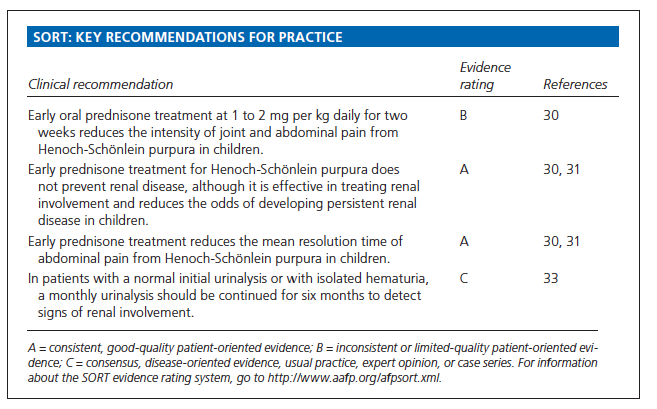 SORT: KEY RECOMMENDATIONS FOR PRACTICE
Evidence
Clinical recommendation rating References
Early oral prednisone treatment at 1 to 2 mg per kg daily for two B 30
weeks reduces the intensity of joint and abdominal pain from
Henoch-Schönlein purpura in children.
Early prednisone treatment for Henoch-Schönlein purpura does A 30, 31
not prevent renal disease, although it is effective in treating renal
involvement and reduces the odds of developing persistent renal
disease in children.
Early prednisone treatment reduces the mean resolution time of A 30, 31
abdominal pain from Henoch-Schönlein purpura in children.
In patients with a normal initial urinalysis or with isolated hematuria, C 33
a monthly urinalysis should be continued for six months to detect
signs of renal involvement.
A = consistent, good-quality patient-oriented evidence; B = inconsistent or limited-quality patient-oriented evi-
dence; C = consensus, disease-oriented evidence, usual practice, expert opinion, or case series. For information
about the SORT evidence rating system, go to http://www.aafp.org/afpsort.xml.